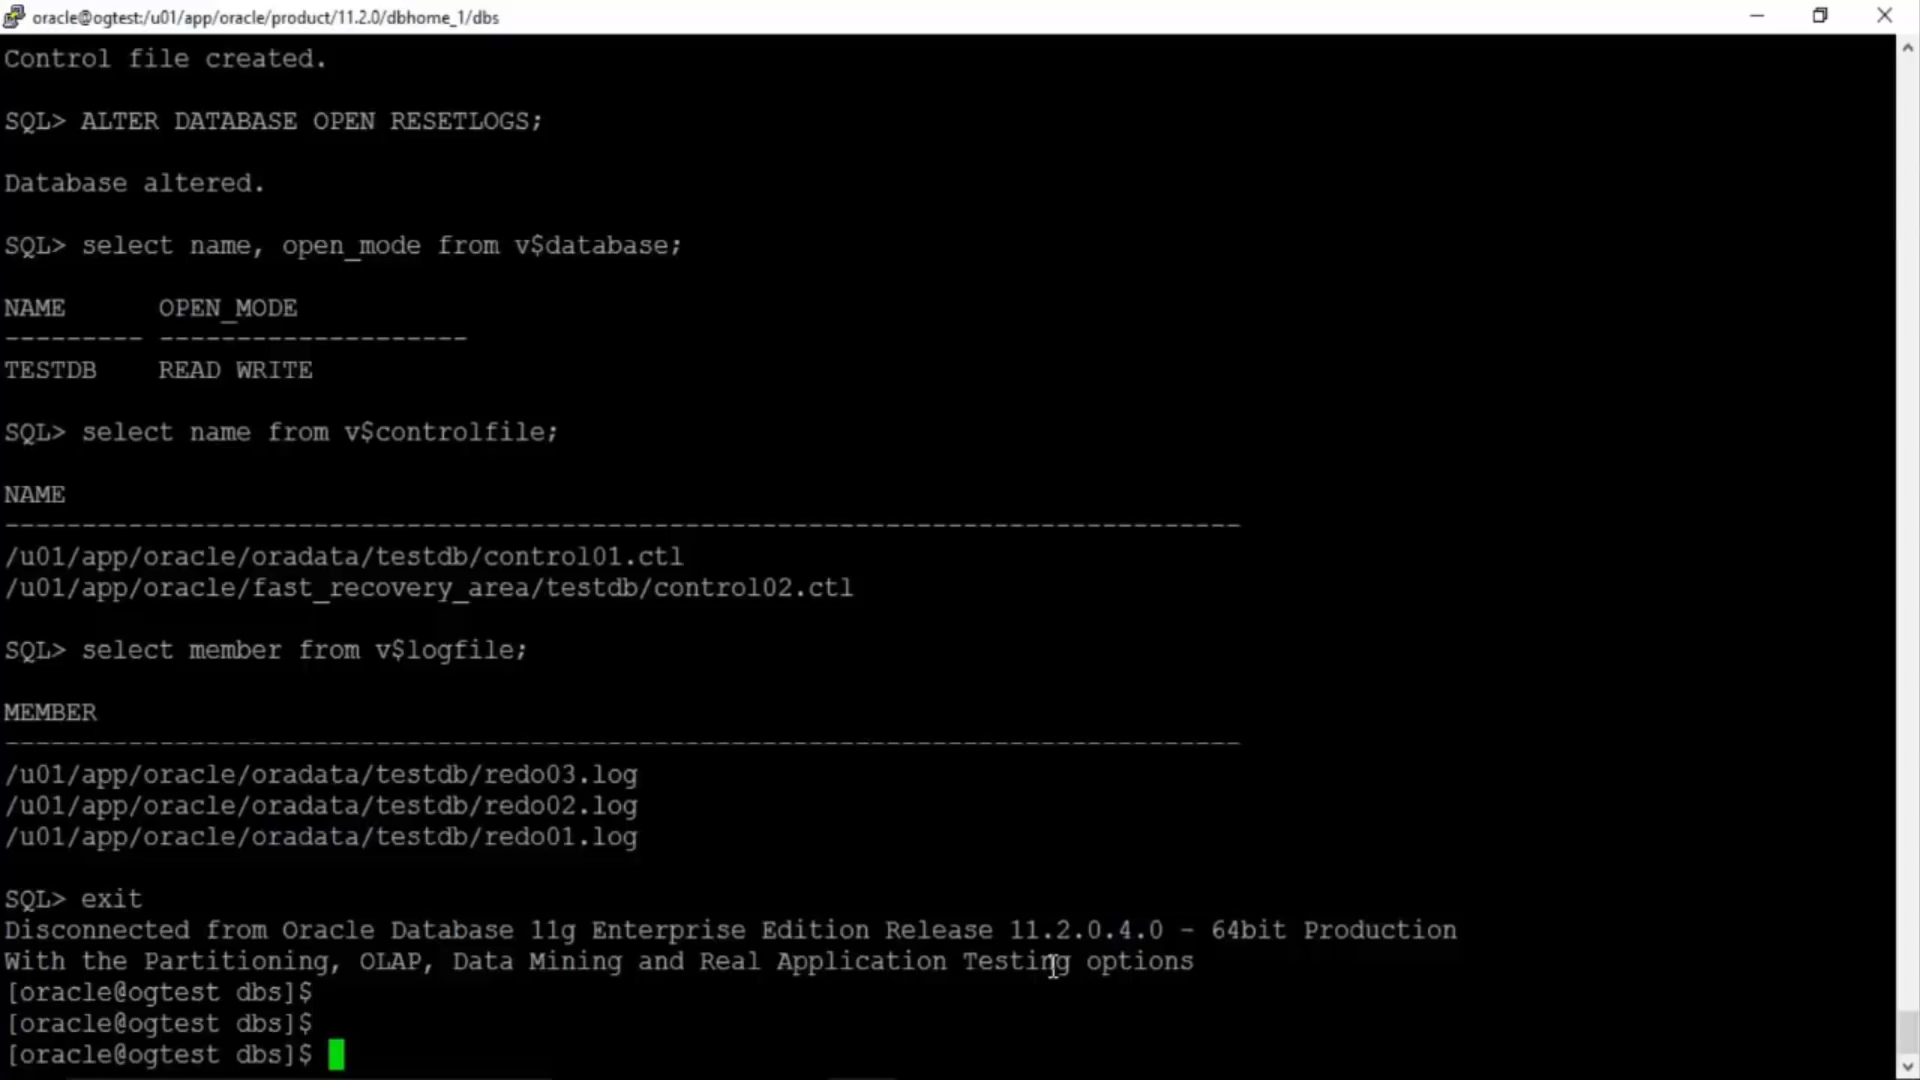 oracle@ogtest:/u01/app/oracle/product/11.2.0/dbhome_1/dbs
Control file created.
SQL> ALTER DATABASE OPEN RESETLOGS;
Database altered.
SQL> select name, open_mode from v$database;
NAME      OPEN_MODE
--------- --------------------
TESTDB    READ WRITE
SQL> select name from v$controlfile;
NAME
--------------------------------------------------------------------------------
/u01/app/oracle/oradata/testdb/control01.ctl
/u01/app/oracle/fast_recovery_area/testdb/control02.ctl
SQL> select member from v$logfile;
MEMBER
--------------------------------------------------------------------------------
/u01/app/oracle/oradata/testdb/redo03.log
/u01/app/oracle/oradata/testdb/redo02.log
/u01/app/oracle/oradata/testdb/redo01.log
SQL> exit
Disconnected from Oracle Database 11g Enterprise Edition Release 11.2.0.4.0 - 64bit Production
With the Partitioning, OLAP, Data Mining and Real Application Testing options
[oracle@ogtest dbs]$
[oracle@ogtest dbs]$
[oracle@ogtest dbs]$